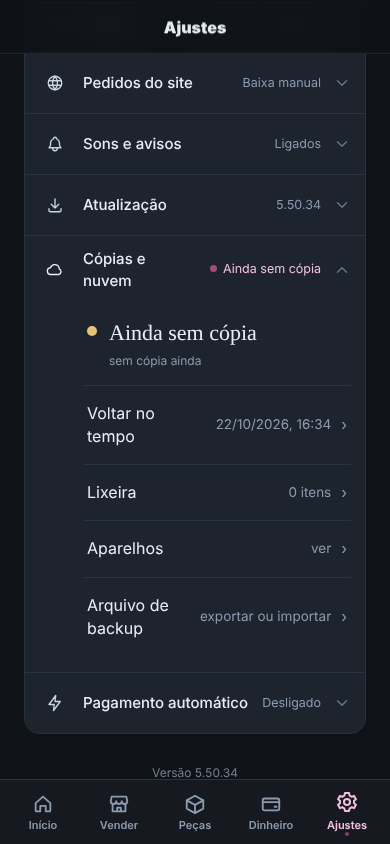 Ajustes
Pedidos do site
Baixa manual
Sons e avisos
Ligados
Atualização
5.50.34
Cópias e
nuvem
Ainda sem cópia
Ainda sem cópia
sem cópia ainda
Voltar no
tempo
22/10/2026, 16:34
Lixeira
0 itens
Aparelhos
ver
Arquivo de
backup
exportar ou importar
Pagamento automático
Desligado
Versão 5.50.34
Início
Vender
Peças
Dinheiro
Ajustes